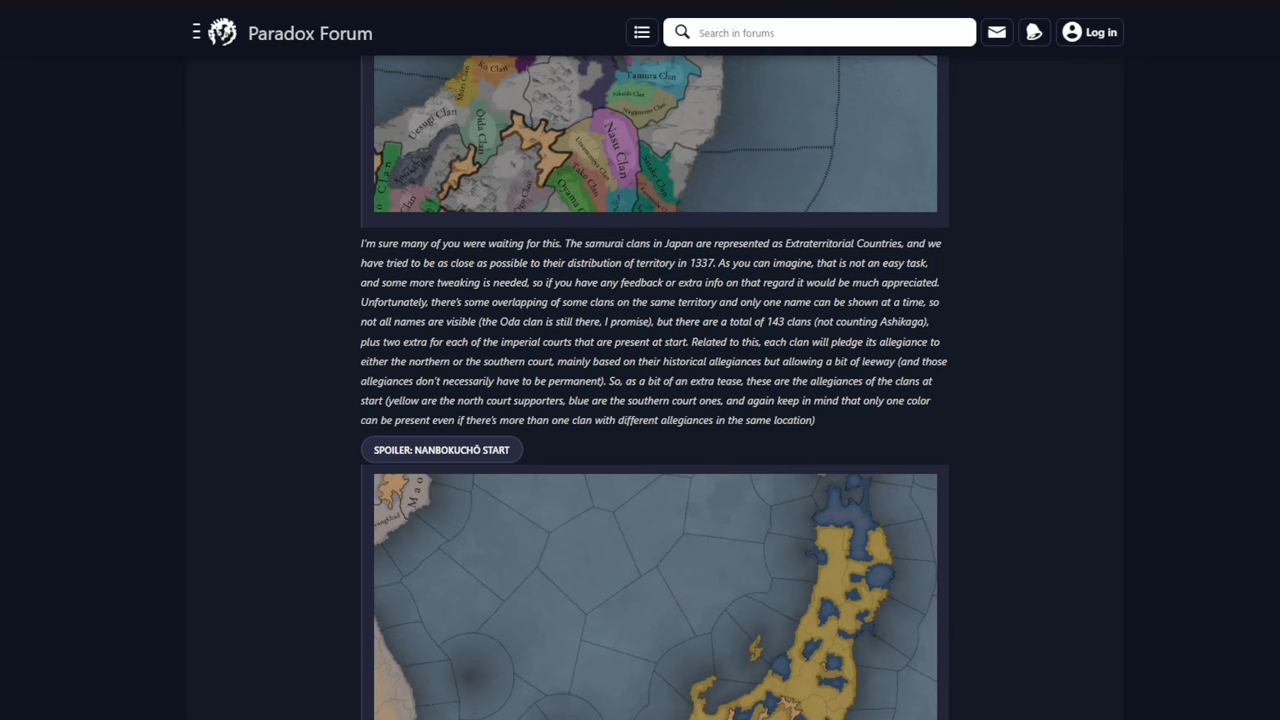 Paradox Forum
Search in forums
Log in
Ko Clan
Tamura Clan
Uesugi Clan
Ōida Clan
Nasu Clan
Oyama C
Clan
I'm sure many of you were waiting for this. The samurai clans in Japan are represented as Extraterritorial Countries, and we
have tried to be as close as possible to their distribution of territory in 1337. As you can imagine, that is not an easy task,
and some more tweaking is needed, so if you have any feedback or extra info on that regard it would be much appreciated.
Unfortunately, there's some overlapping of some clans on the same territory and only one name can be shown at a time, so
not all names are visible (the Oda clan is still there, I promise), but there are a total of 143 clans (not counting Ashikaga),
plus two extra for each of the imperial courts that are present at start. Related to this, each clan will pledge its allegiance to
either the northern or the southern court, mainly based on their historical allegiances but allowing a bit of leeway (and those
allegiances don't necessarily have to be permanent). So, as a bit of an extra tease, these are the allegiances of the clans at
start (yellow are the north court supporters, blue are the southern court ones, and again keep in mind that only one color
can be present even if there's more than one clan with different allegiances in the same location)
SPOILER: NANBOKUCHŌ START
Mao